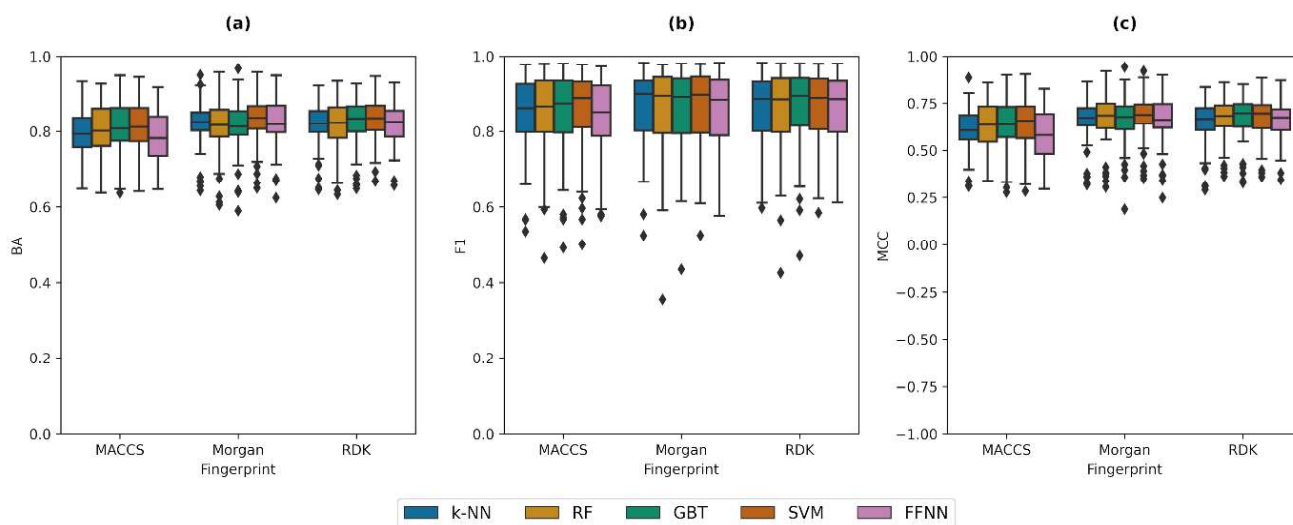 (a)
(b)
(c)
1.0
0.8
0.6
0.4
0.2
0.0
BA
MACCS
Morgan
RDK
Fingerprint
1.0
0.8
0.6
0.4
0.2
0.0
F1
MACCS
Morgan
RDK
Fingerprint
1.00
0.75
0.50
0.25
0.00
−0.25
−0.50
−0.75
−1.00
MCC
MACCS
Morgan
RDK
Fingerprint
k-NN RF GBT SVM FFNN